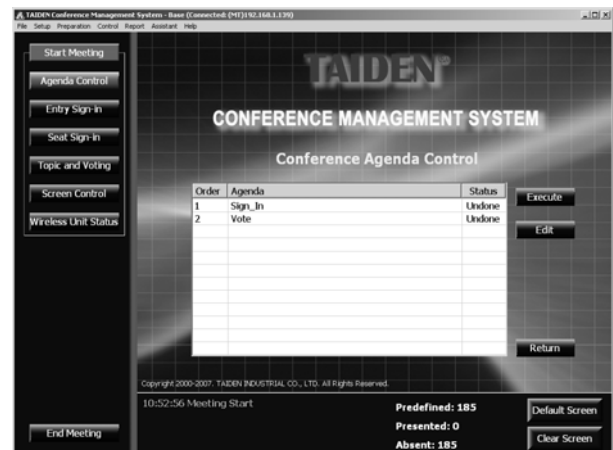 TAIDEN Conference Management System - Base (Connected: (MT)192.168.1.139)
File Setup Preparation Control Report Assistant Help
Start Meeting
Agenda Control
Entry Sign-in
Seat Sign-in
Topic and Voting
Screen Control
Wireless Unit Status
End Meeting
TAIDEN®
CONFERENCE MANAGEMENT SYSTEM
Conference Agenda Control
Order Agenda Status
1 Sign_In Undone
2 Vote Undone
Execute
Edit
Return
Copyright 2000-2007. TAIDEN INDUSTRIAL CO., LTD. All Rights Reserved.
10:52:56 Meeting Start
Predefined: 185
Presented: 0
Absent: 185
Default Screen
Clear Screen